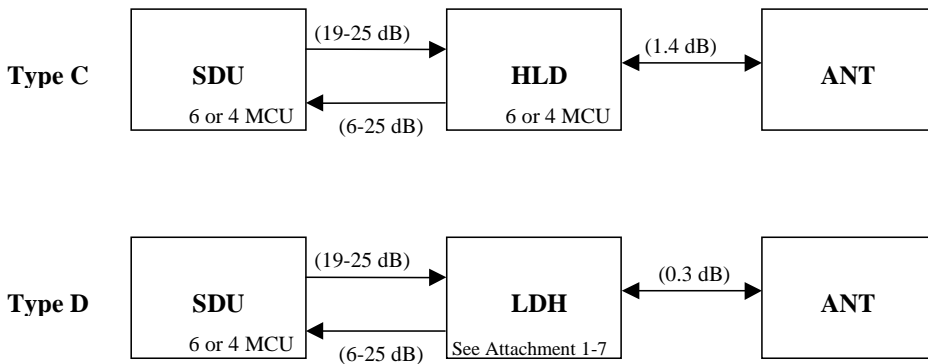 (19-25 dB)
(1.4 dB)
Type C
SDU
HLD
ANT
6 or 4 MCU
6 or 4 MCU
(6-25 dB)
(19-25 dB)
(0.3 dB)
Type D
SDU
LDH
ANT
6 or 4 MCU
See Attachment 1-7
(6-25 dB)